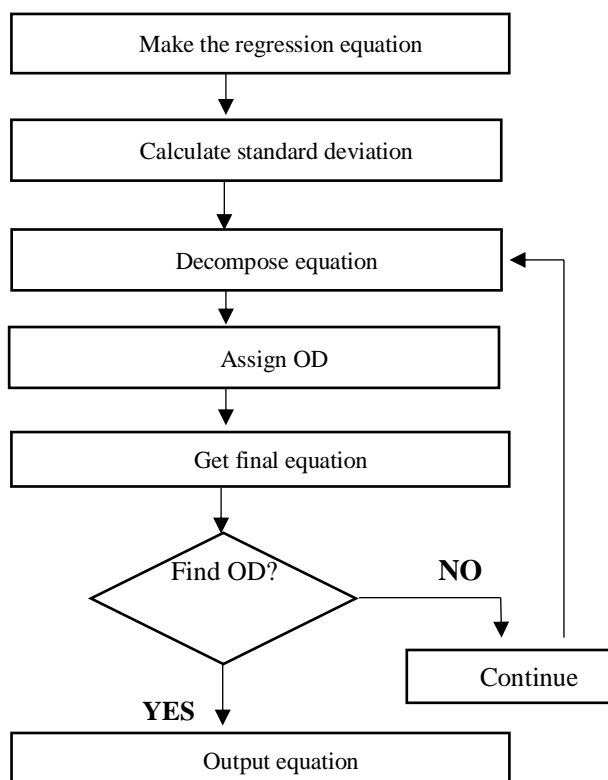 Make the regression equation
Calculate standard deviation
Decompose equation
Assign OD
Get final equation
Find OD?
NO
Continue
YES
Output equation